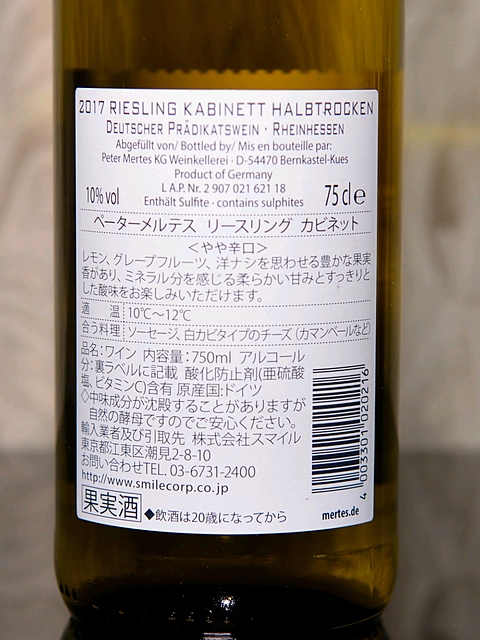 2017 RIESLING KABINETT HALBTROCKEN
DEUTSCHER PRÄDIKATSWEIN · RHEINHESSEN
Abgefüllt von/ Bottled by/ Mis en bouteille par:
Peter Mertes KG Weinkellerei · D-54470 Bernkastel-Kues
Product of Germany
L A.P. Nr. 2 907 021 621 18
10% vol Enthält Sulfite · contains sulphites 75 cl e
ペーターメルテス リースリング カビネット
＜やや辛口＞
レモン、グレープフルーツ、洋ナシを思わせる豊かな果実
香があり、ミネラル分を感じる柔らかい甘みとすっきりと
した酸味をお楽しみいただけます。
適 温：10℃～12℃
合う料理：ソーセージ、白カビタイプのチーズ（カマンベールなど）
品名：ワイン 内容量：750ml アルコール
分：裏ラベルに記載 酸化防止剤(亜硫酸
塩、ビタミンC)含有 原産国：ドイツ
◇中味成分が沈殿することがありますが
自然の酵母ですのでご安心ください。
輸入業者及び引取先 株式会社スマイル
東京都江東区潮見2-8-10
お問い合わせTEL. 03-6731-2400
http://www.smilecorp.co.jp
果実酒 ◆飲酒は20歳になってから
4 003301 020216
mertes.de